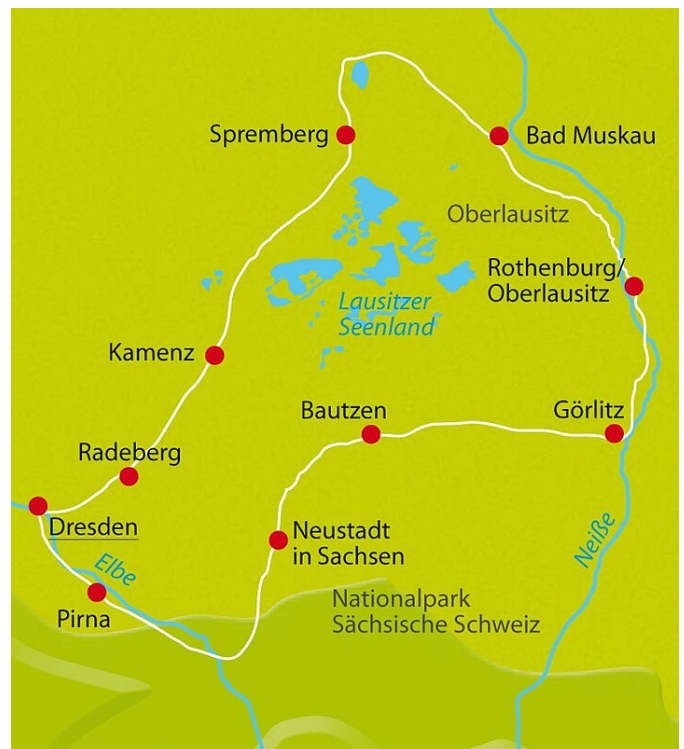 Spremberg
Bad Muskau
Oberlausitz
Rothenburg/
Oberlausitz
Lausitzer
Seenland
Kamenz
Bautzen
Görlitz
Radeberg
Dresden
Neustadt
in Sachsen
Elbe
Neiße
Pirna
Nationalpark
Sächsische Schweiz